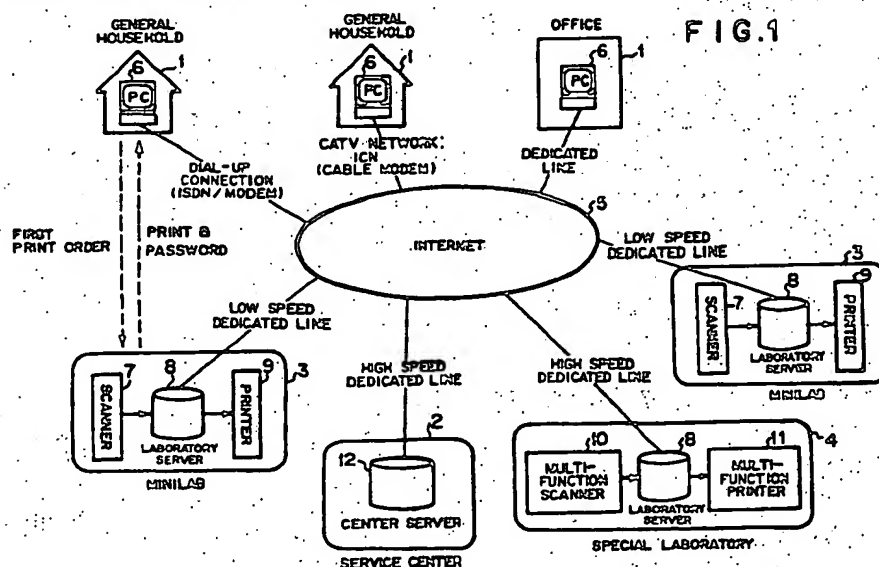 FIG.1
GENERAL
HOUSEHOLD
1
6
PC
GENERAL
HOUSEHOLD
1
6
PC
OFFICE
6
1
PC
DIAL-UP
CONNECTION
(ISDN/MODEM)
CATV NETWORK:
ICN
(CABLE MODEM)
DEDICATED
LINE
5
INTERNET
FIRST
PRINT ORDER
PRINT &
PASSWORD
LOW SPEED
DEDICATED LINE
LOW SPEED
DEDICATED LINE
3
7
SCANNER
8
LABORATORY
SERVER
9
PRINTER
MINILAB
HIGH SPEED
DEDICATED LINE
HIGH SPEED
DEDICATED LINE
7
SCANNER
8
LABORATORY
SERVER
9
PRINTER
3
MINILAB
2
12
CENTER SERVER
SERVICE CENTER
4
10
MULTI-
FUNCTION
SCANNER
8
LABORATORY
SERVER
11
MULTI-
FUNCTION
PRINTER
SPECIAL LABORATORY